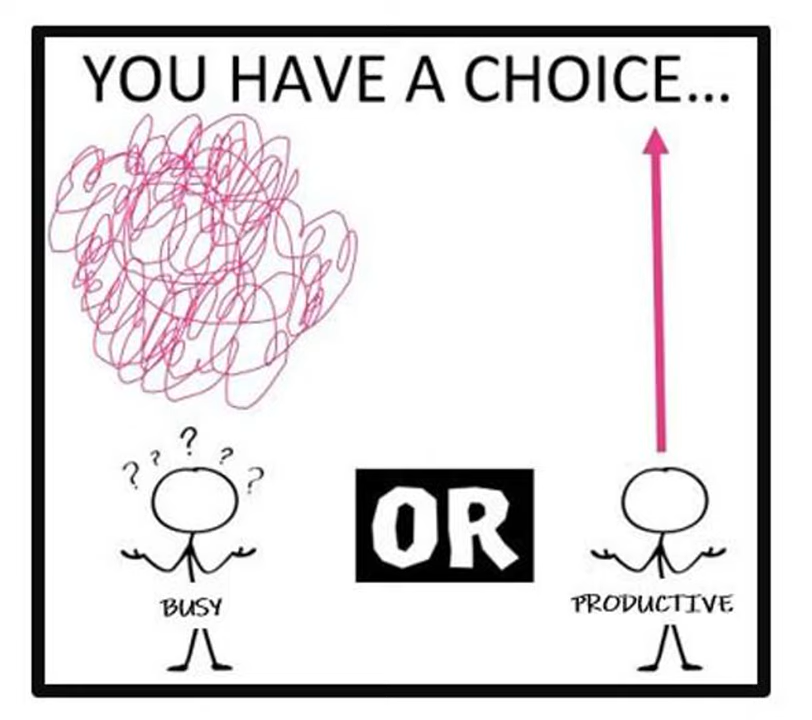 YOU HAVE A CHOICE...
? ? ? ? ?
OR
BUSY
PRODUCTIVE